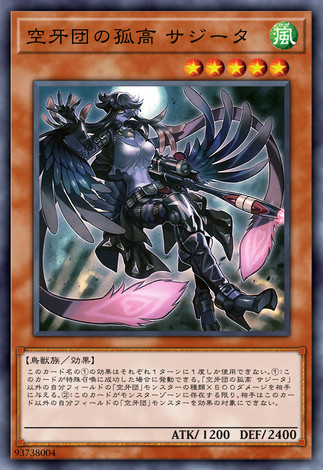 空牙団の孤高 サジータ
風
【鳥獣族/効果】
このカード名の①の効果はそれぞれ1ターンに1度しか使用できない。①:こ
のカードが特殊召喚に成功した場合に発動できる。「空牙団の孤高 サジータ」
以外の自分フィールドの「空牙団」モンスターの種類×500ダメージを相手
に与える。②:このカードがモンスターゾーンに存在する限り、相手はこのカー
ド以外の自分フィールドの「空牙団」モンスターを効果の対象にできない。
ATK/1200 DEF/2400
93738004